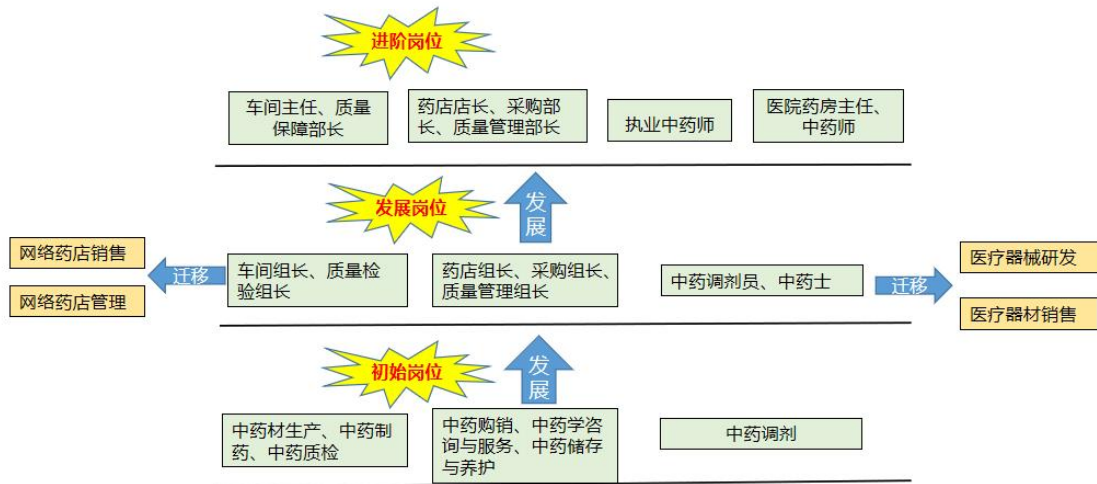 进阶岗位
车间主任、质量
保障部长
药店店长、采购部
长、质量管理部长
执业中药师
医院药房主任、
中药师
发展
发展岗位
网络药店销售
网络药店管理
迁移
车间组长、质量检
验组长
药店组长、采购组长、
质量管理组长
中药调剂员、中药士
迁移
医疗器械研发
医疗器材销售
发展
初始岗位
中药材生产、中药制
药、中药质检
中药购销、中药学咨
询与服务、中药储存
与养护
中药调剂